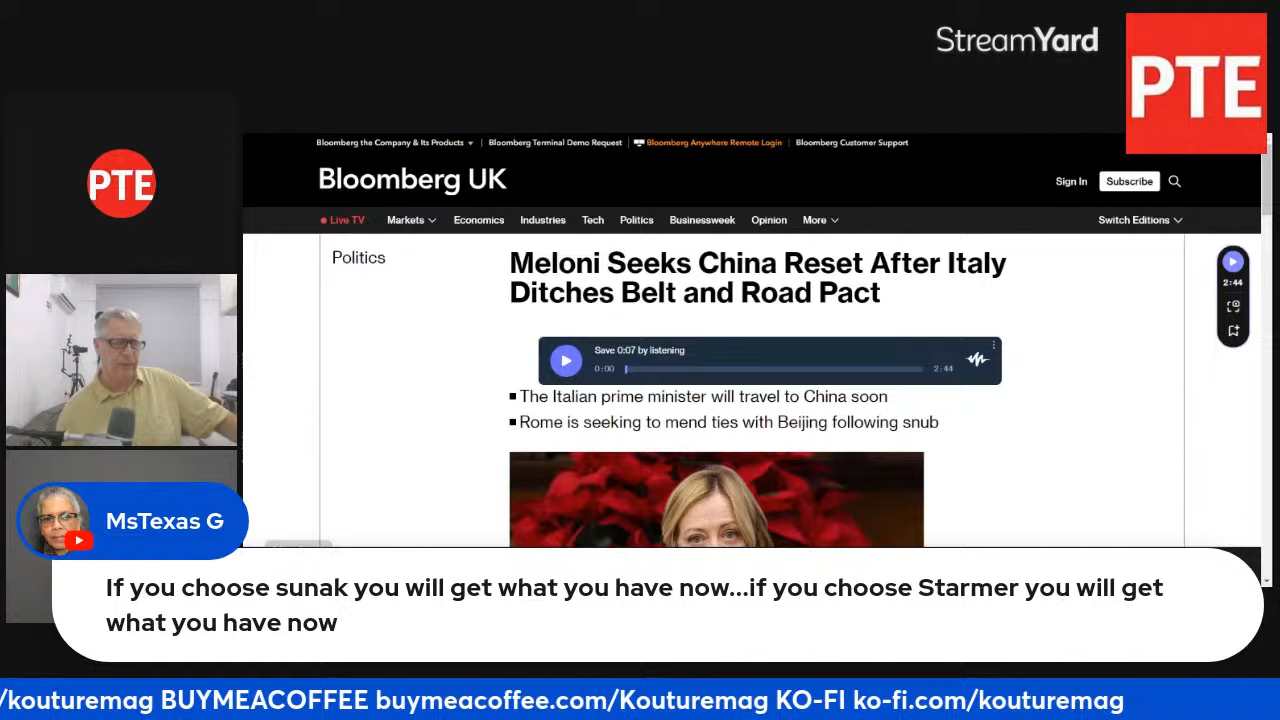 StreamYard
PTE
PTE
Bloomberg the Company & Its Products | Bloomberg Terminal Demo Request | Bloomberg Anywhere Remote Login | Bloomberg Customer Support
Bloomberg UK
Sign In Subscribe
Live TV Markets Economics Industries Tech Politics Businessweek Opinion More Switch Editions
Politics
Meloni Seeks China Reset After Italy
Ditches Belt and Road Pact
Save 0:07 by listening
0:00 2:44
2:44
The Italian prime minister will travel to China soon
Rome is seeking to mend ties with Beijing following snub
MsTexas G
If you choose sunak you will get what you have now...if you choose Starmer you will get
what you have now
/kouturemag BUYMEACOFFEE buymeacoffee.com/Kouturemag KO-FI ko-fi.com/kouturemag